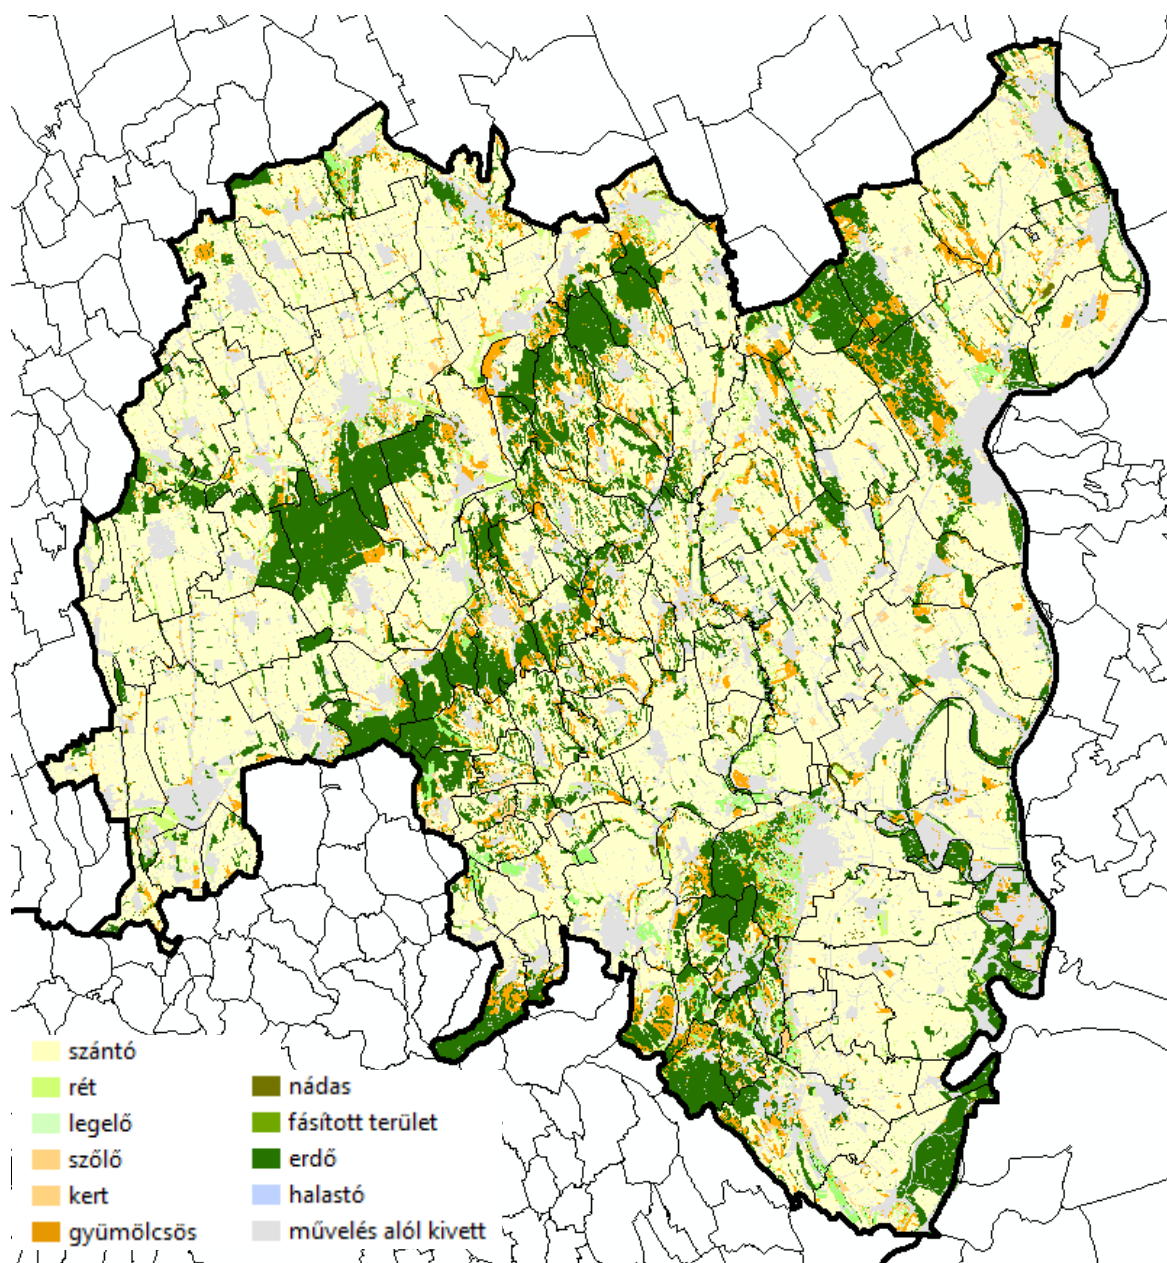 szántó
rét
legelő
szőlő
kert
gyümölcsös
nádas
fásított terület
erdő
halastó
művelés alól kivett